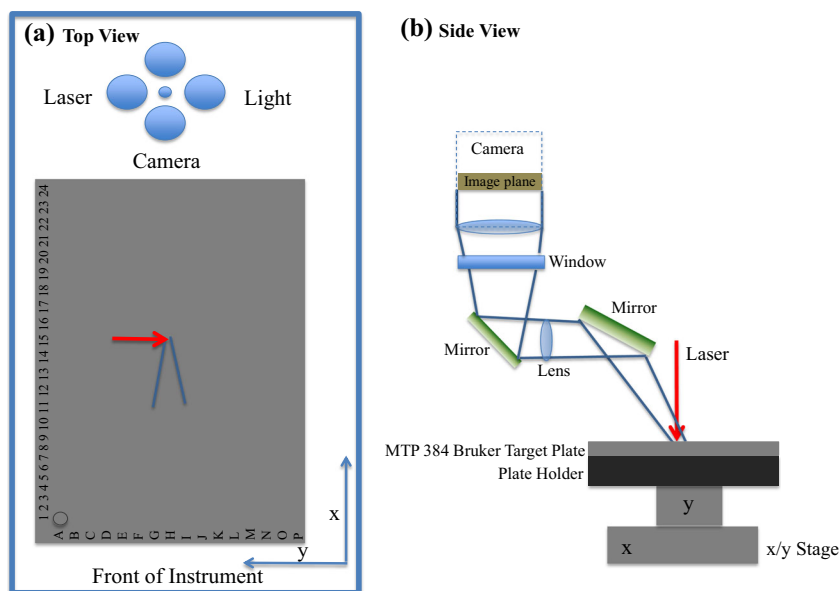 (a) Top View
Laser
Light
Camera
24
23
22
21
20
19
18
17
16
15
14
13
12
11
10
9
8
7
6
5
4
3
2
1
A B C D E F G H I J K L M N O P
x
y
Front of Instrument
(b) Side View
Camera
Image plane
Window
Mirror
Mirror
Lens
Laser
MTP 384 Bruker Target Plate
Plate Holder
y
x
x/y Stage